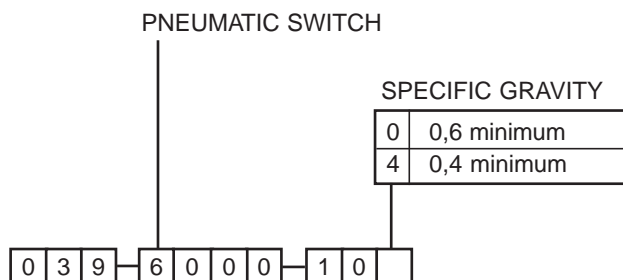 PNEUMATIC SWITCH
SPECIFIC GRAVITY
0 0,6 minimum
4 0,4 minimum
0 3 9 6 0 0 0 1 0